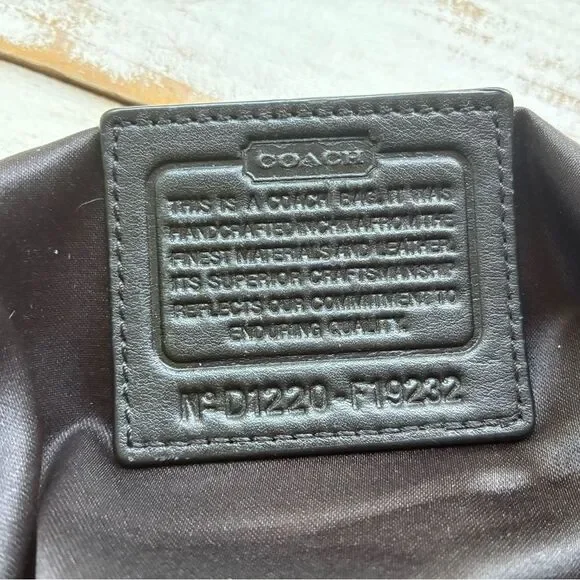 COACH
THIS IS A COACH BAG. IT WAS
HANDCRAFTED IN CHINA FROM THE
FINEST MATERIALS AND LEATHER.
ITS SUPERIOR CRAFTSMANSHIP
REFLECTS OUR COMMITMENT TO
ENDURING QUALITY.
Nº D1220-F19232